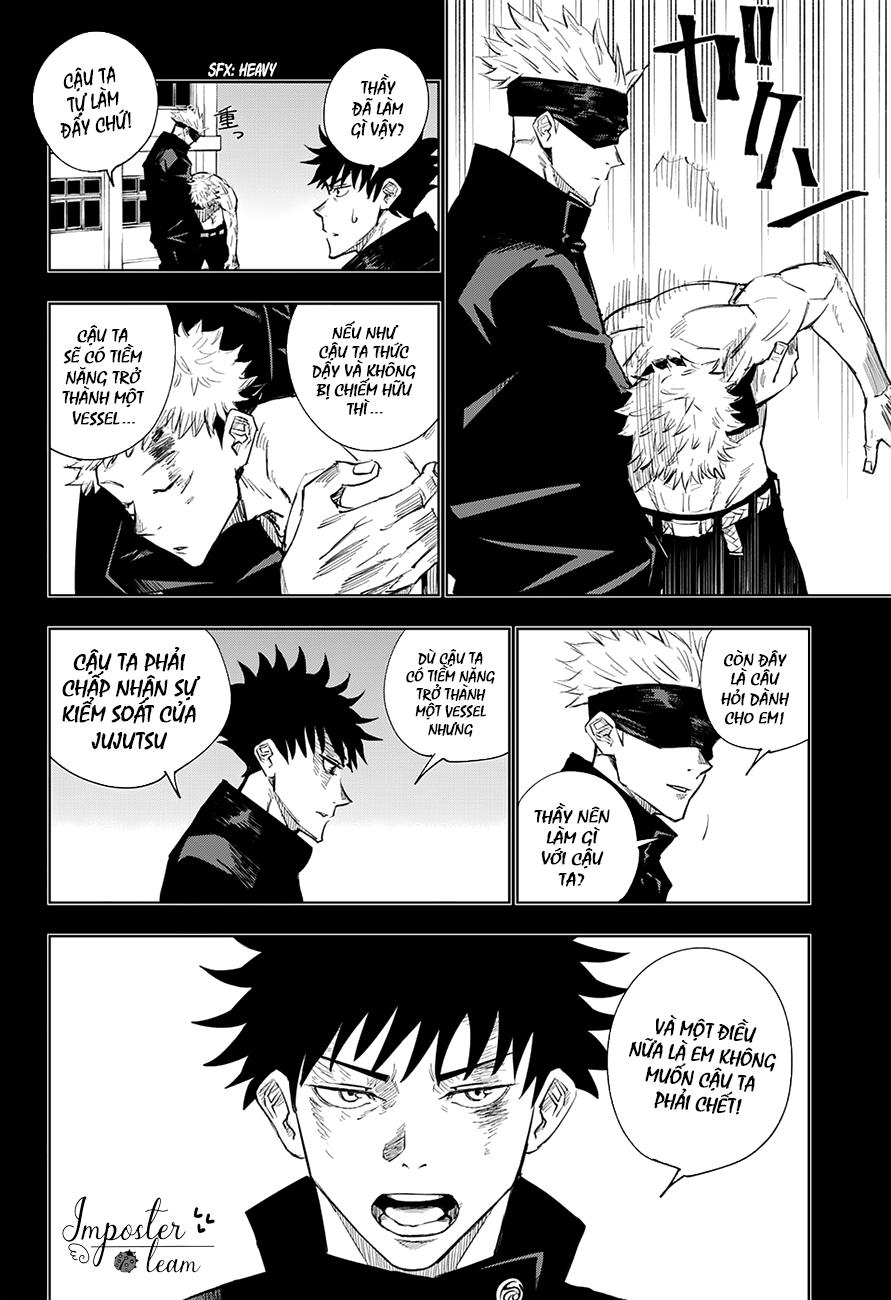 ガ
ク
ン
SFX: HEAVY
重っ
THẦY
ĐÃ LÀM
GÌ VẬY?
CẬU TA
TỰ LÀM
ĐẤY CHỨ!
NẾU NHƯ
CẬU TA THỨC
DẬY VÀ KHÔNG
BỊ CHIẾM HỮU
THÌ...
CẬU TA
SẼ CÓ TIỀM
NĂNG TRỞ
THÀNH MỘT
VESSEL...
CÒN ĐÂY
LÀ CÂU
HỎI DÀNH
CHO EM!
THẦY NÊN
LÀM GÌ
VỚI CẬU
TA?
DÙ CẬU TA
CÓ TIỀM NĂNG
TRỞ THÀNH
MỘT VESSEL
NHƯNG
CẬU TA PHẢI
CHẤP NHẬN SỰ
KIỂM SOÁT CỦA
JUJUTSU
VÀ MỘT ĐIỀU
NỮA LÀ EM KHÔNG
MUỐN CẬU TA
PHẢI CHẾT!
Imposter
team